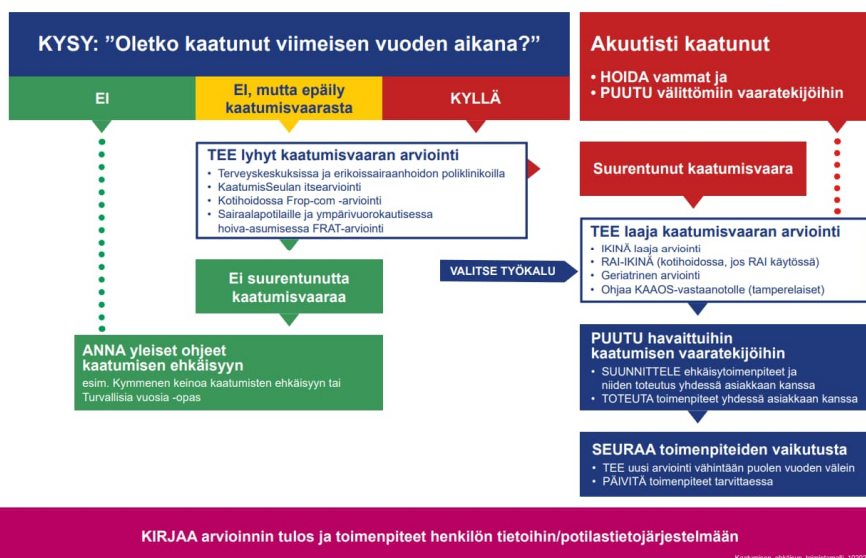 KYSY: ”Oletko kaatunut viimeisen vuoden aikana?”
EI
Ei, mutta epäily
kaatumisvaarasta
KYLLÄ
TEE lyhyt kaatumisvaaran arviointi
• Terveyskeskuksissa ja erikoissairaanhoidon poliklinikoilla
• KaatumisSeulan itsearviointi
• Kotihoidossa Frop-com -arviointi
• Sairaalapotilaille ja ympärivuorokautisessa
hoiva-asumisessa FRAT-arviointi
Ei suurentunutta
kaatumisvaaraa
ANNA yleiset ohjeet
kaatumisen ehkäisyyn
esim. Kymmenen keinoa kaatumisten ehkäisyyn tai
Turvallisia vuosia -opas
Akuutisti kaatunut
• HOIDA vammat ja
• PUUTU välittömiin vaaratekijöihin
Suurentunut kaatumisvaara
VALITSE TYÖKALU
TEE laaja kaatumisvaaran arviointi
• IKINÄ laaja arviointi
• RAI-IKINÄ (kotihoidossa, jos RAI käytössä)
• Geriatrinen arviointi
• Ohjaa KAAOS-vastaanotolle (tamperelaiset)
PUUTU havaittuihin
kaatumisen vaaratekijöihin
• SUUNNITTELE ehkäisytoimenpiteet ja
niiden toteutus yhdessä asiakkaan kanssa
• TOTEUTA toimenpiteet yhdessä asiakkaan kanssa
SEURAA toimenpiteiden vaikutusta
• TEE uusi arviointi vähintään puolen vuoden välein
• PÄIVITÄ toimenpiteet tarvittaessa
KIRJAA arvioinnin tulos ja toimenpiteet henkilön tietoihin/potilastietojärjestelmään